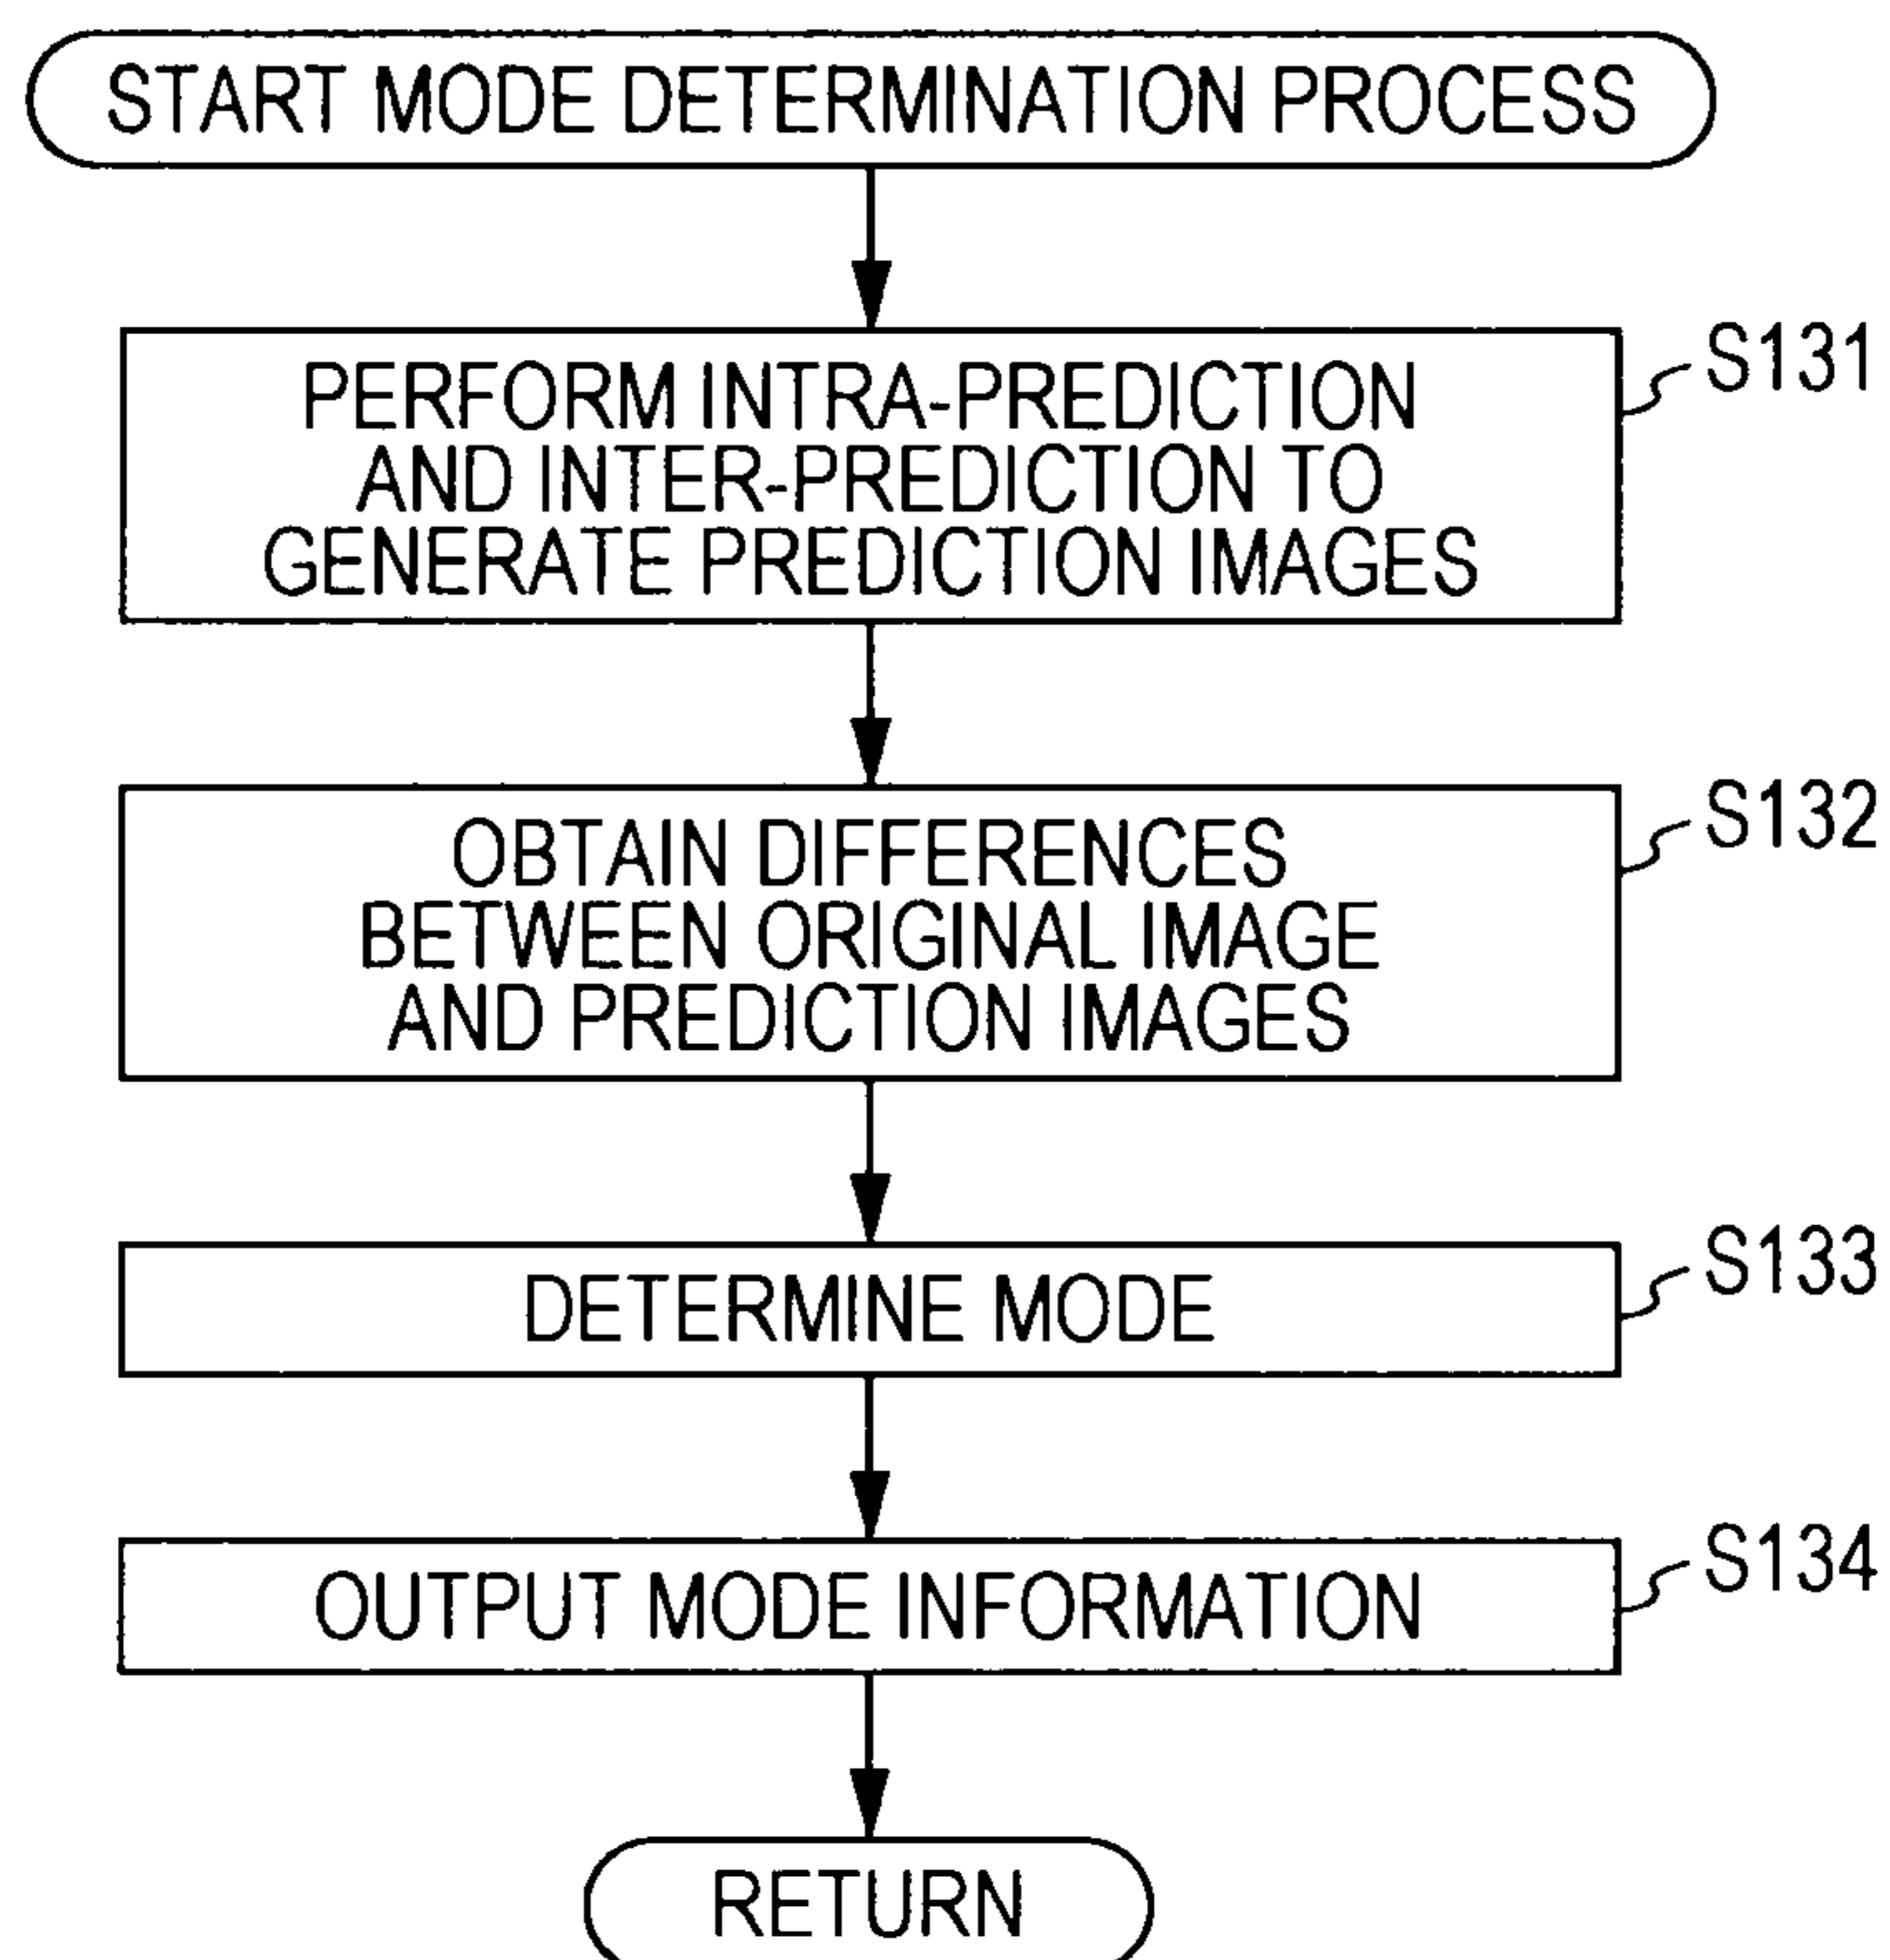 START MODE DETERMINATION PROCESS
PERFORM INTRA-PREDICTION
AND INTER-PREDICTION TO
GENERATE PREDICTION IMAGES
S131
OBTAIN DIFFERENCES
BETWEEN ORIGINAL IMAGE
AND PREDICTION IMAGES
S132
DETERMINE MODE
S133
OUTPUT MODE INFORMATION
S134
RETURN